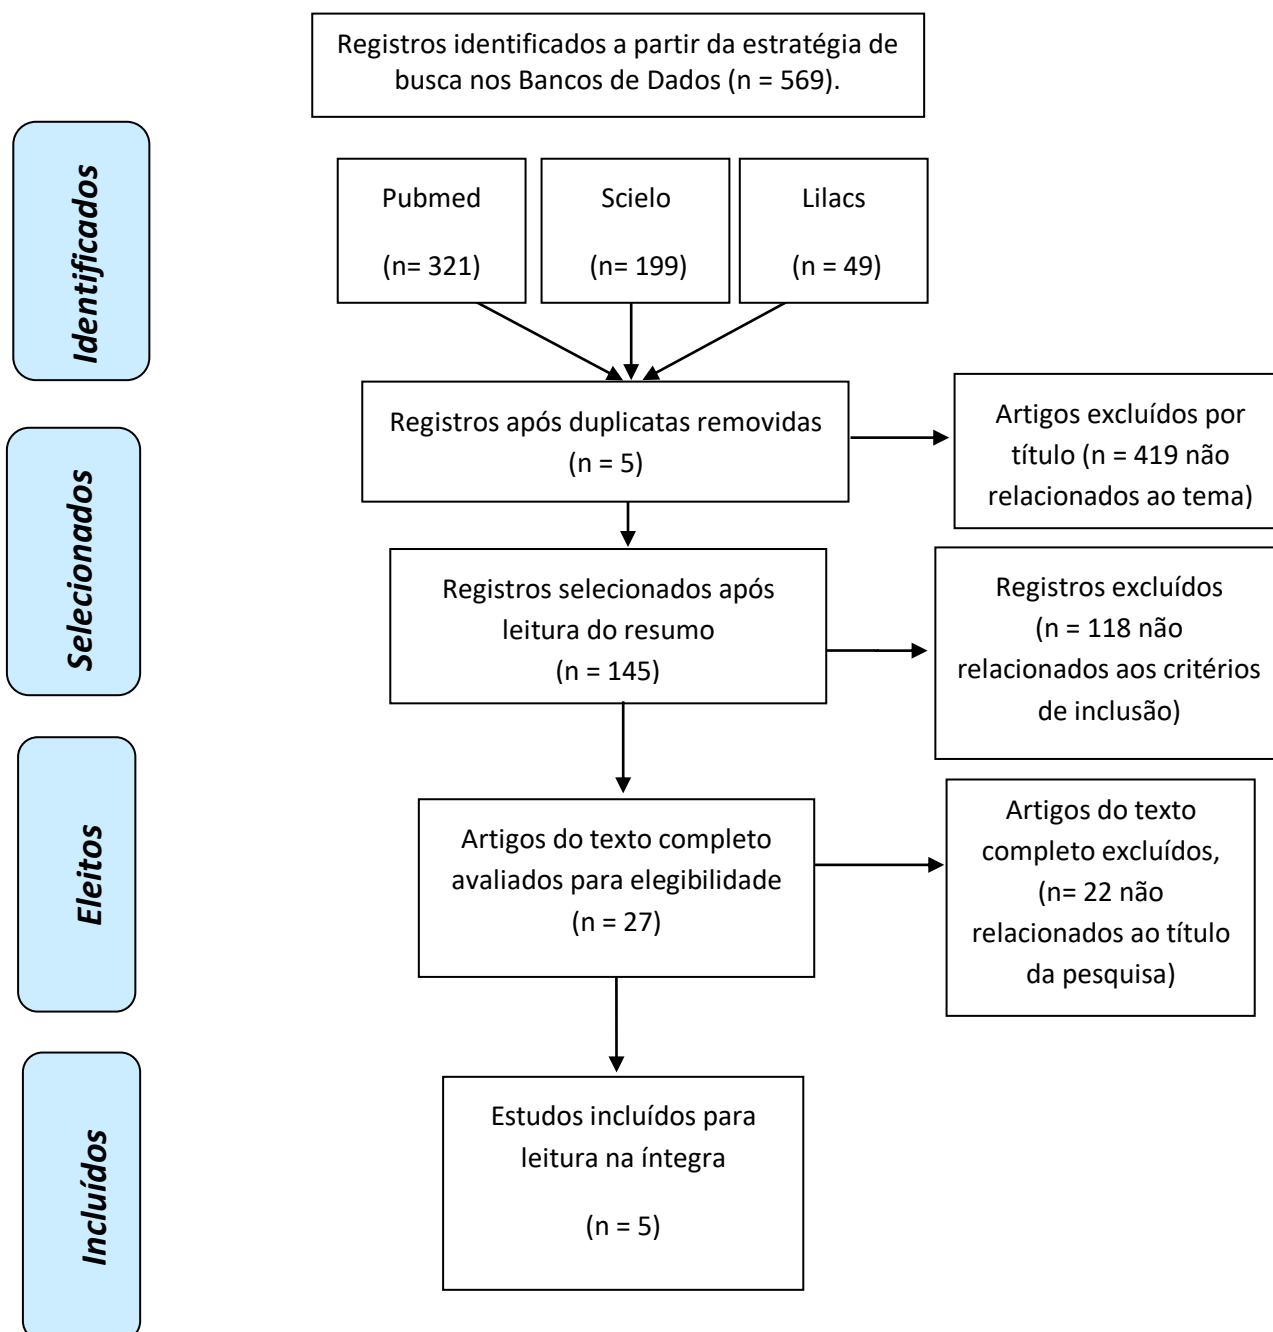 Registros identificados a partir da estratégia de
busca nos Bancos de Dados (n = 569).
Identificados
Pubmed
(n= 321)
Scielo
(n= 199)
Lilacs
(n = 49)
Registros após duplicatas removidas
(n = 5)
Artigos excluídos por
título (n = 419 não
relacionados ao tema)
Selecionados
Registros selecionados após
leitura do resumo
(n = 145)
Registros excluídos
(n = 118 não
relacionados aos critérios
de inclusão)
Eleitos
Artigos do texto completo
avaliados para elegibilidade
(n = 27)
Artigos do texto
completo excluídos,
(n= 22 não
relacionados ao título
da pesquisa)
Incluídos
Estudos incluídos para
leitura na íntegra
(n = 5)